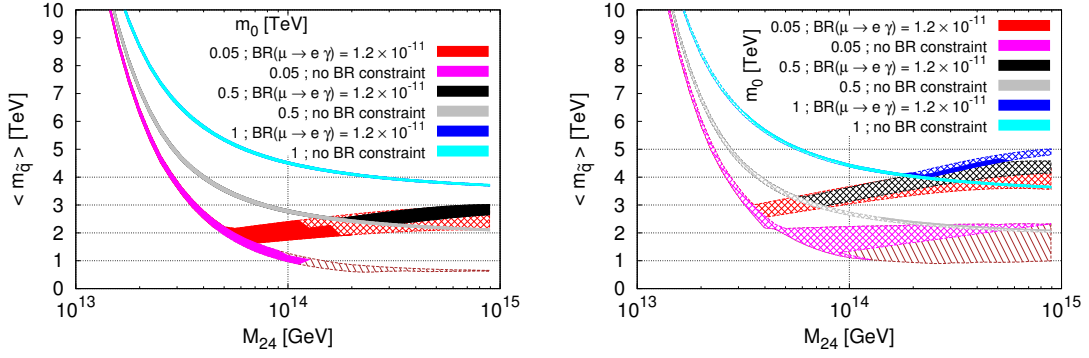 10
9
8
7
6
5
4
3
2
1
0
< m_q̃ > [TeV]
m_0 [TeV]
0.05 ; BR(μ → e γ) = 1.2 × 10^-11
0.05 ; no BR constraint
0.5 ; BR(μ → e γ) = 1.2 × 10^-11
0.5 ; no BR constraint
1 ; BR(μ → e γ) = 1.2 × 10^-11
1 ; no BR constraint
10^13
10^14
10^15
M_24 [GeV]
10
9
8
7
6
5
4
3
2
1
0
< m_q̃ > [TeV]
m_0 [TeV]
0.05 ; BR(μ → e γ) = 1.2 × 10^-11
0.05 ; no BR constraint
0.5 ; BR(μ → e γ) = 1.2 × 10^-11
0.5 ; no BR constraint
1 ; BR(μ → e γ) = 1.2 × 10^-11
1 ; no BR constraint
10^13
10^14
10^15
M_24 [GeV]